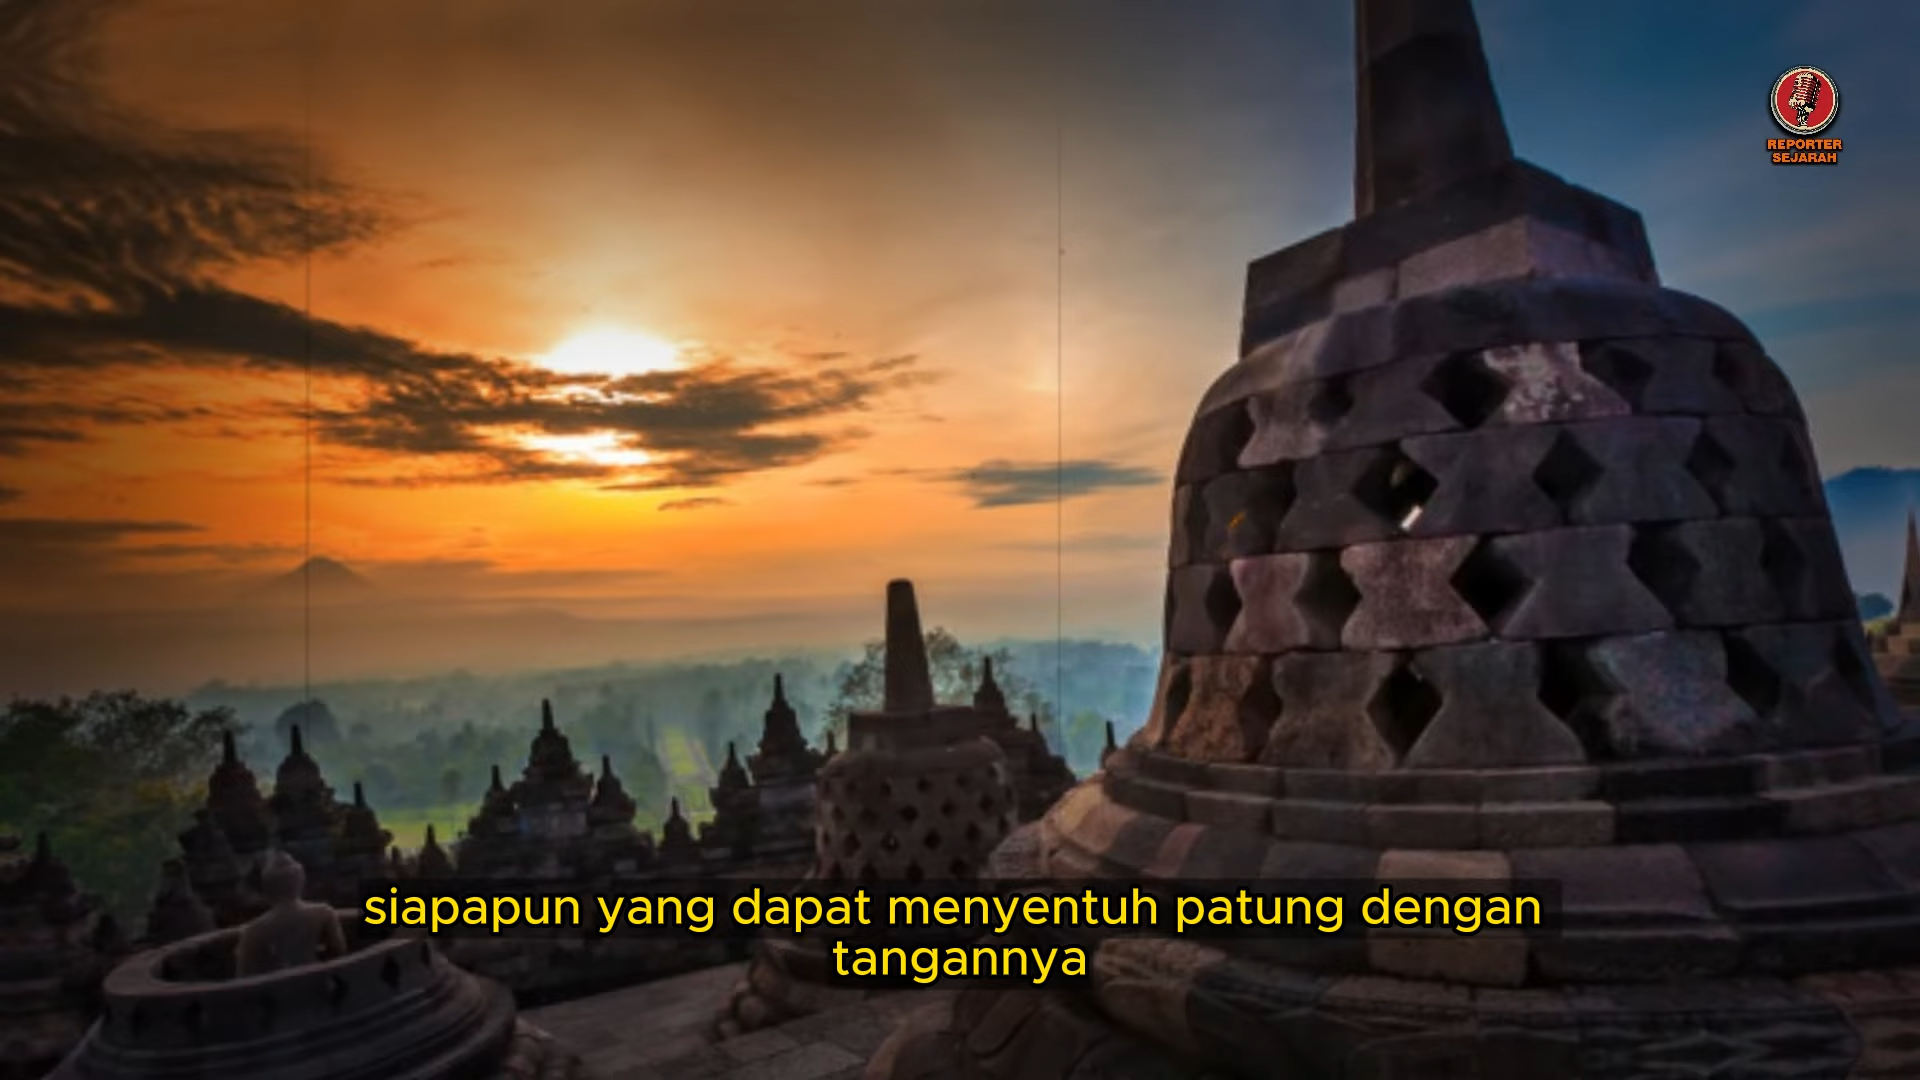 REPORTER
SEJARAH
siapapun yang dapat menyentuh patung dengan
tangannya